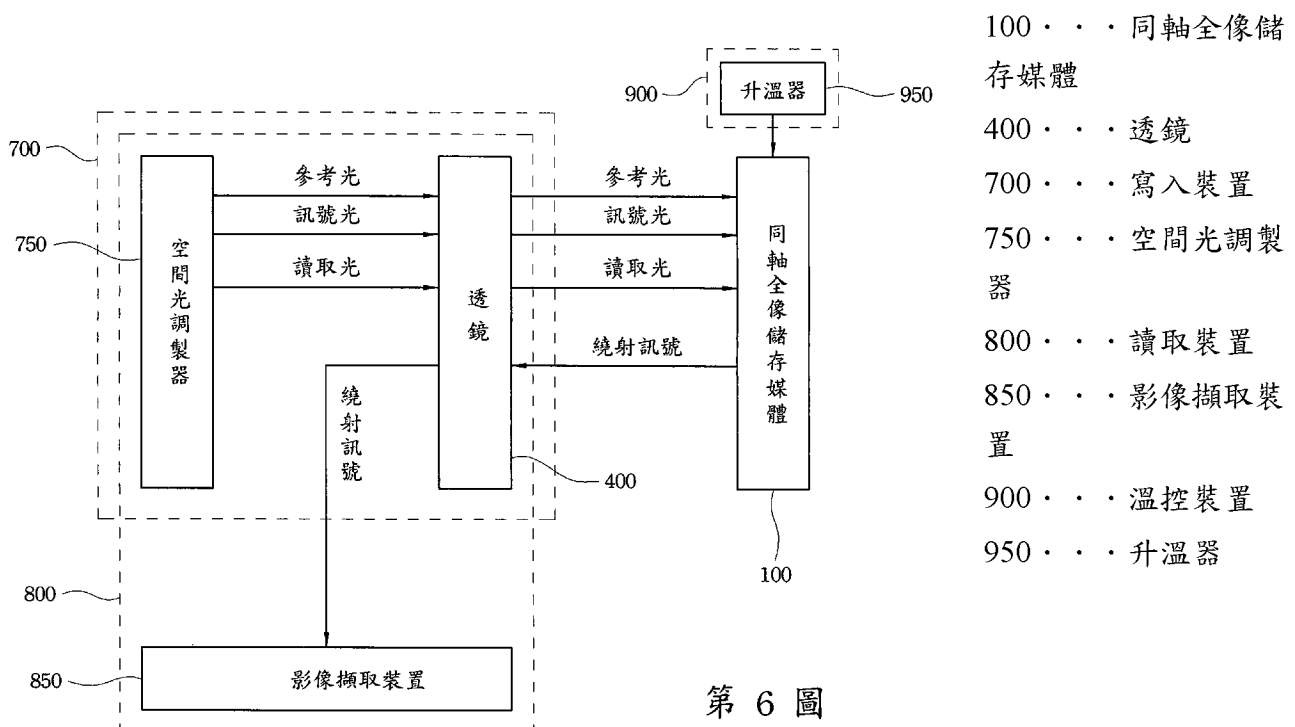 900
升溫器
950
700
參考光
參考光
訊號光
訊號光
750
讀取光
讀取光
空間光調製器
透鏡
同軸全像儲存媒體
繞射訊號
繞射訊號
400
100
800
850
影像擷取裝置
第 6 圖
100．．．同軸全像儲
存媒體
400．．．透鏡
700．．．寫入裝置
750．．．空間光調製
器
800．．．讀取裝置
850．．．影像擷取裝
置
900．．．溫控裝置
950．．．升溫器